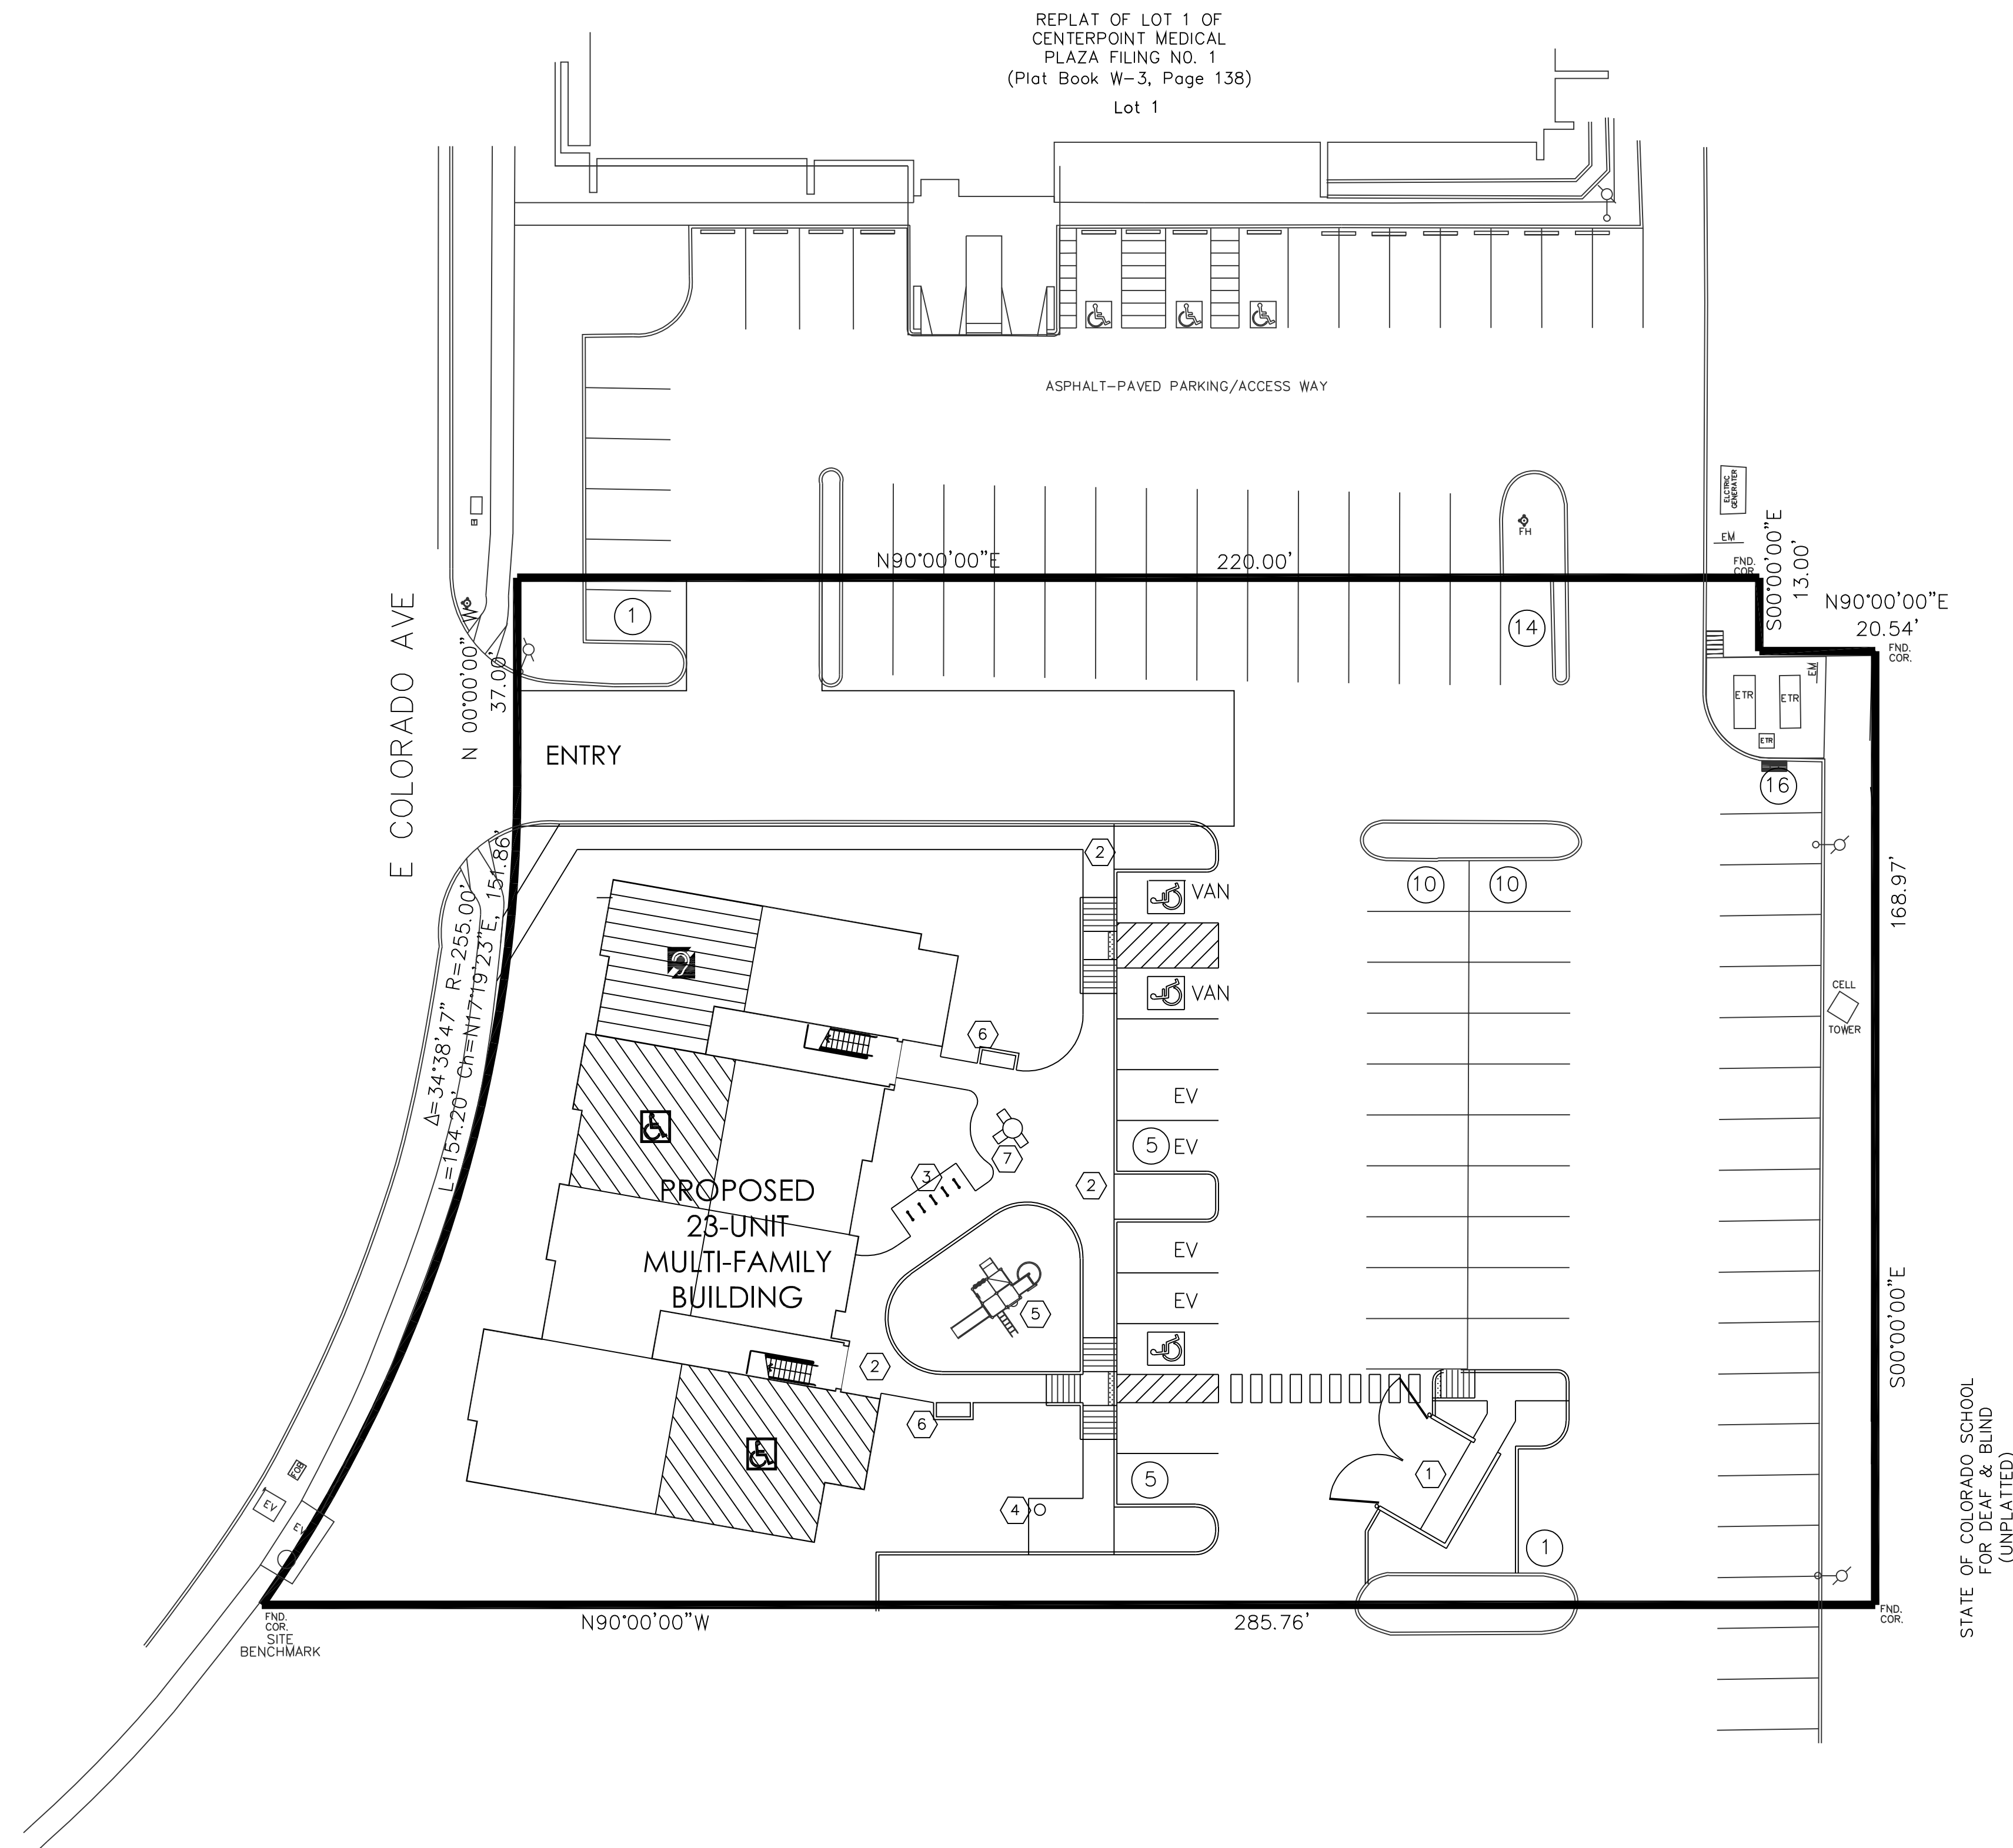 REPLAT OF LOT 1 OF
CENTERPOINT MEDICAL
PLAZA FILING NO. 1
(Plat Book W-3, Page 138)
Lot 1
ASPHALT-PAVED PARKING/ACCESS WAY
ELCTRIC
GENERATER
EM
FH
FND.
COR.
N90°00'00"E
220.00'
S00°00'00"E
13.00'
N90°00'00"E
20.54'
FND.
COR.
E COLORADO AVE
N 00°00'00" W
37.00'
1
14
EM
ETR
ETR
ETR
16
ENTRY
2
VAN
10
10
168.97'
Δ=34°38'47" R=255.00'
L=154.20' Ch=N17°19'23"E, 151.86'
VAN
CELL
TOWER
6
EV
5
EV
7
3
2
PROPOSED
23-UNIT
MULTI-FAMILY
BUILDING
EV
EV
5
2
6
S00°00'00"E
1
5
4
1
EV
EV
STATE OF COLORADO SCHOOL
FOR DEAF & BLIND
(UNPLATTED)
FND.
COR.
SITE
BENCHMARK
N90°00'00"W
285.76'
FND.
COR.